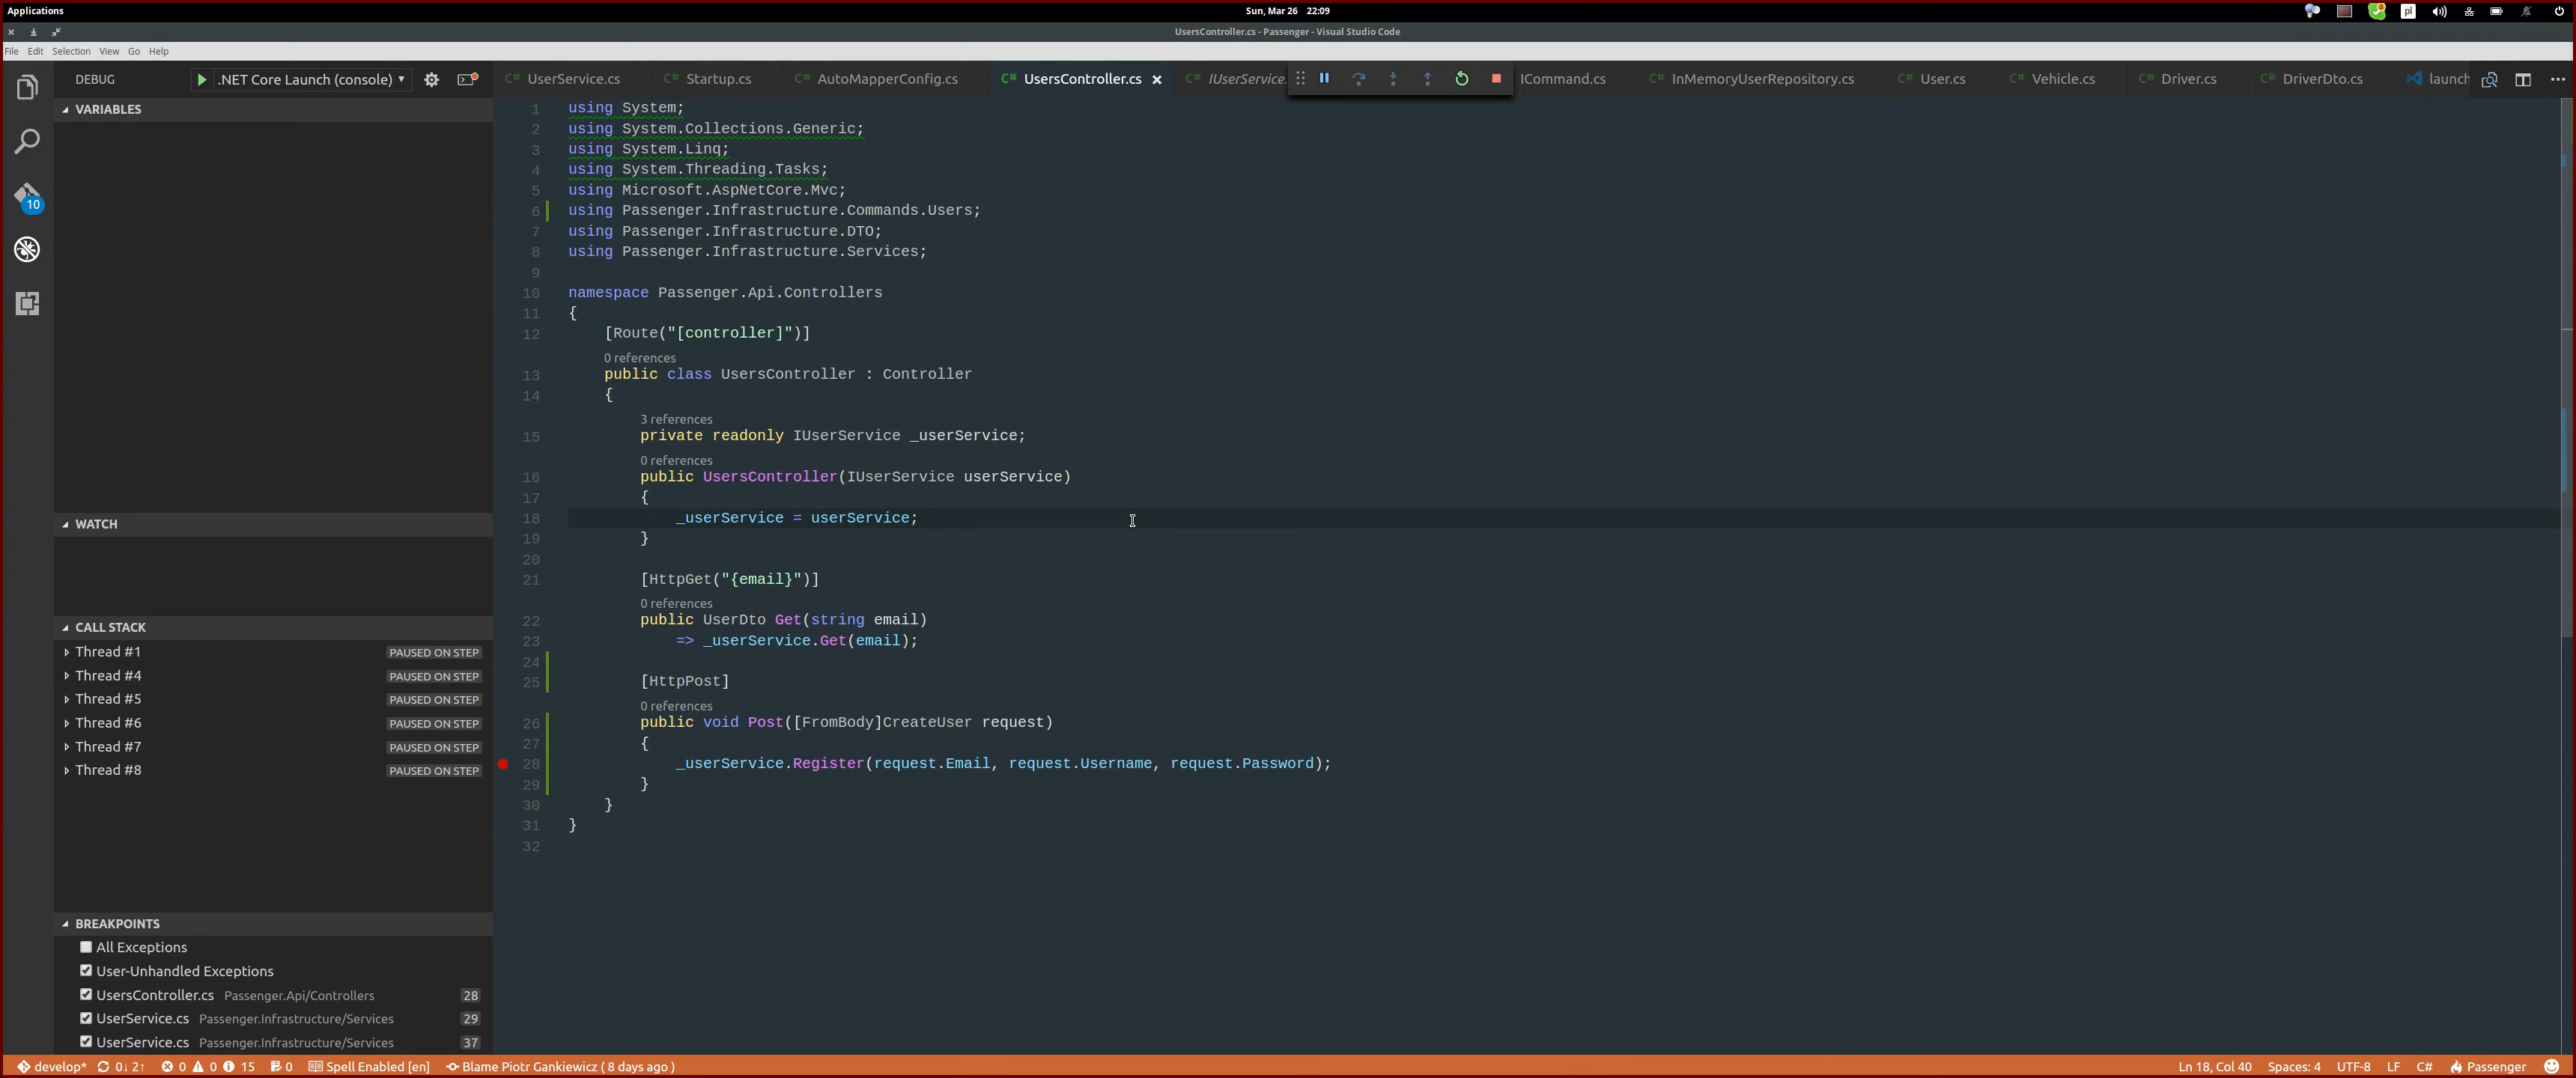 Applications
Sun, Mar 26 22:09
pl
UsersController.cs - Passenger - Visual Studio Code
File Edit Selection View Go Help
DEBUG
.NET Core Launch (console)
C# UserService.cs
C# Startup.cs
C# AutoMapperConfig.cs
C# UsersController.cs
C# IUserService.
ICommand.cs
C# InMemoryUserRepository.cs
C# User.cs
C# Vehicle.cs
C# Driver.cs
C# DriverDto.cs
launch
10
VARIABLES
WATCH
CALL STACK
Thread #1 PAUSED ON STEP
Thread #4 PAUSED ON STEP
Thread #5 PAUSED ON STEP
Thread #6 PAUSED ON STEP
Thread #7 PAUSED ON STEP
Thread #8 PAUSED ON STEP
BREAKPOINTS
All Exceptions
User-Unhandled Exceptions
UsersController.cs Passenger.Api/Controllers 28
UserService.cs Passenger.Infrastructure/Services 29
UserService.cs Passenger.Infrastructure/Services 37
1 using System;
2 using System.Collections.Generic;
3 using System.Linq;
4 using System.Threading.Tasks;
5 using Microsoft.AspNetCore.Mvc;
6 using Passenger.Infrastructure.Commands.Users;
7 using Passenger.Infrastructure.DTO;
8 using Passenger.Infrastructure.Services;
9
10 namespace Passenger.Api.Controllers
11 {
12 [Route("[controller]")]
0 references
13 public class UsersController : Controller
14 {
3 references
15 private readonly IUserService _userService;
0 references
16 public UsersController(IUserService userService)
17 {
18 _userService = userService;
19 }
20
21 [HttpGet("{email}")]
0 references
22 public UserDto Get(string email)
23 => _userService.Get(email);
24
25 [HttpPost]
0 references
26 public void Post([FromBody]CreateUser request)
27 {
28 _userService.Register(request.Email, request.Username, request.Password);
29 }
30 }
31 }
32
develop* 0↓ 2↑ 0 0 15 0 Spell Enabled [en] Blame Piotr Gankiewicz ( 8 days ago )
Ln 18, Col 40 Spaces: 4 UTF-8 LF C# Passenger